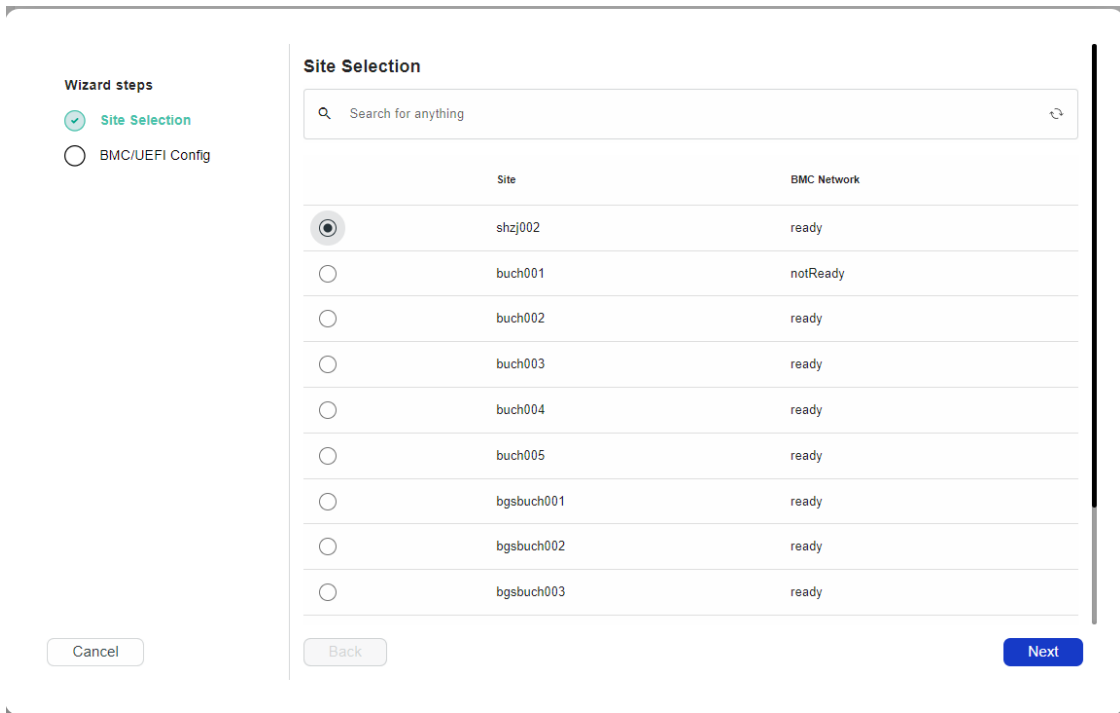 Wizard steps
Site Selection
BMC/UEFI Config
Cancel
Site Selection
Search for anything
Site BMC Network
shzj002 ready
buch001 notReady
buch002 ready
buch003 ready
buch004 ready
buch005 ready
bgsbuch001 ready
bgsbuch002 ready
bgsbuch003 ready
Back Next